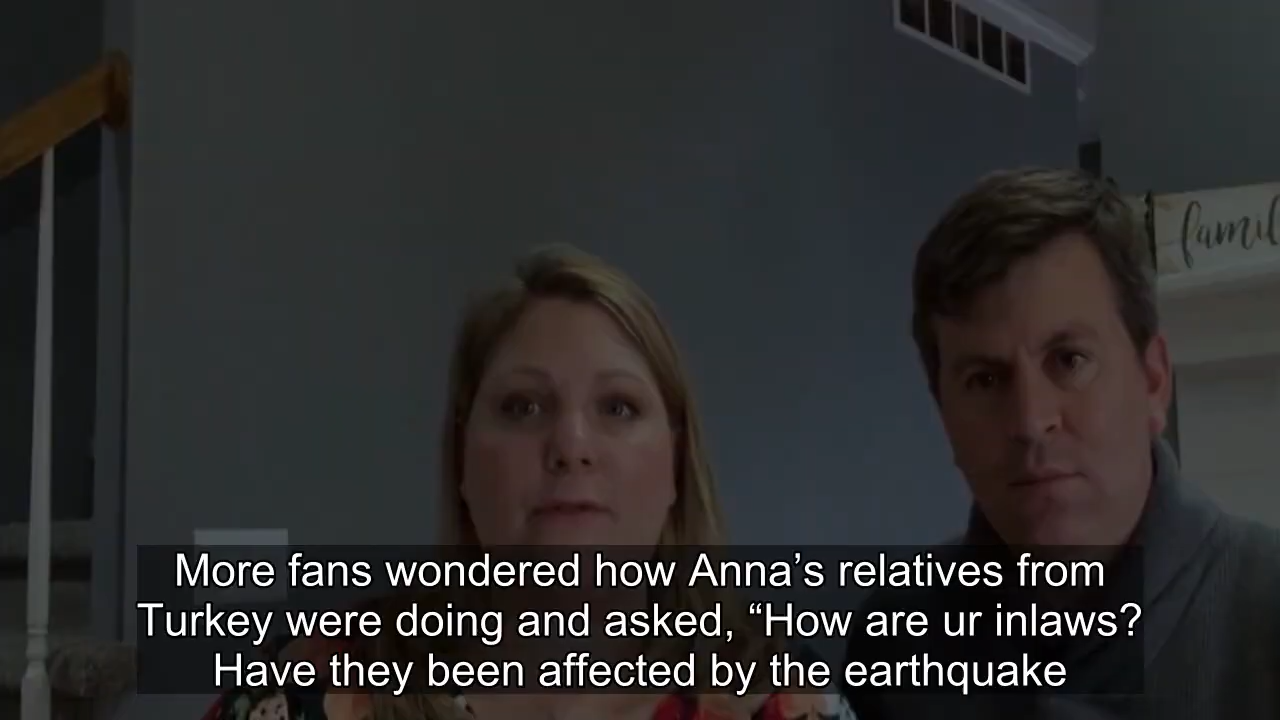 famil
More fans wondered how Anna’s relatives from
Turkey were doing and asked, “How are ur inlaws?
Have they been affected by the earthquake